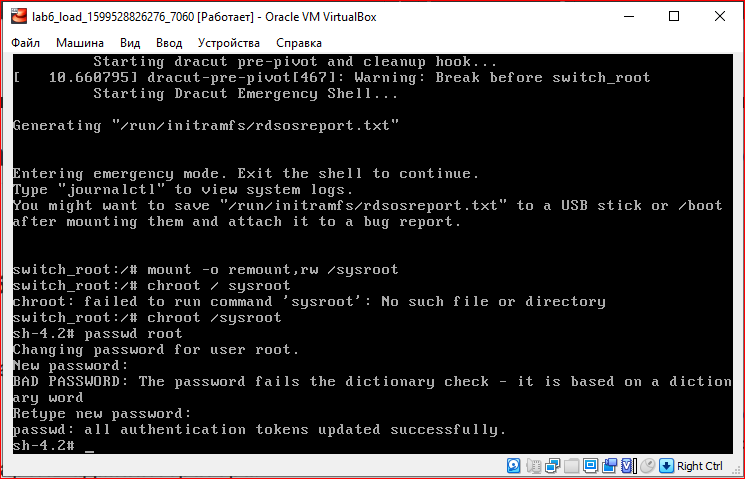 lab6_load_1599528826276_7060 [Работает] - Oracle VM VirtualBox
Файл Машина Вид Ввод Устройства Справка
Starting dracut pre-pivot and cleanup hook...
[   10.660795] dracut-pre-pivot[467]: Warning: Break before switch_root
Starting Dracut Emergency Shell...
Generating "/run/initramfs/rdsosreport.txt"
Entering emergency mode. Exit the shell to continue.
Type "journalctl" to view system logs.
You might want to save "/run/initramfs/rdsosreport.txt" to a USB stick or /boot
after mounting them and attach it to a bug report.
switch_root:/# mount -o remount,rw /sysroot
switch_root:/# chroot / sysroot
chroot: failed to run command 'sysroot': No such file or directory
switch_root:/# chroot /sysroot
sh-4.2# passwd root
Changing password for user root.
New password:
BAD PASSWORD: The password fails the dictionary check - it is based on a diction
ary word
Retype new password:
passwd: all authentication tokens updated successfully.
sh-4.2# _
Right Ctrl